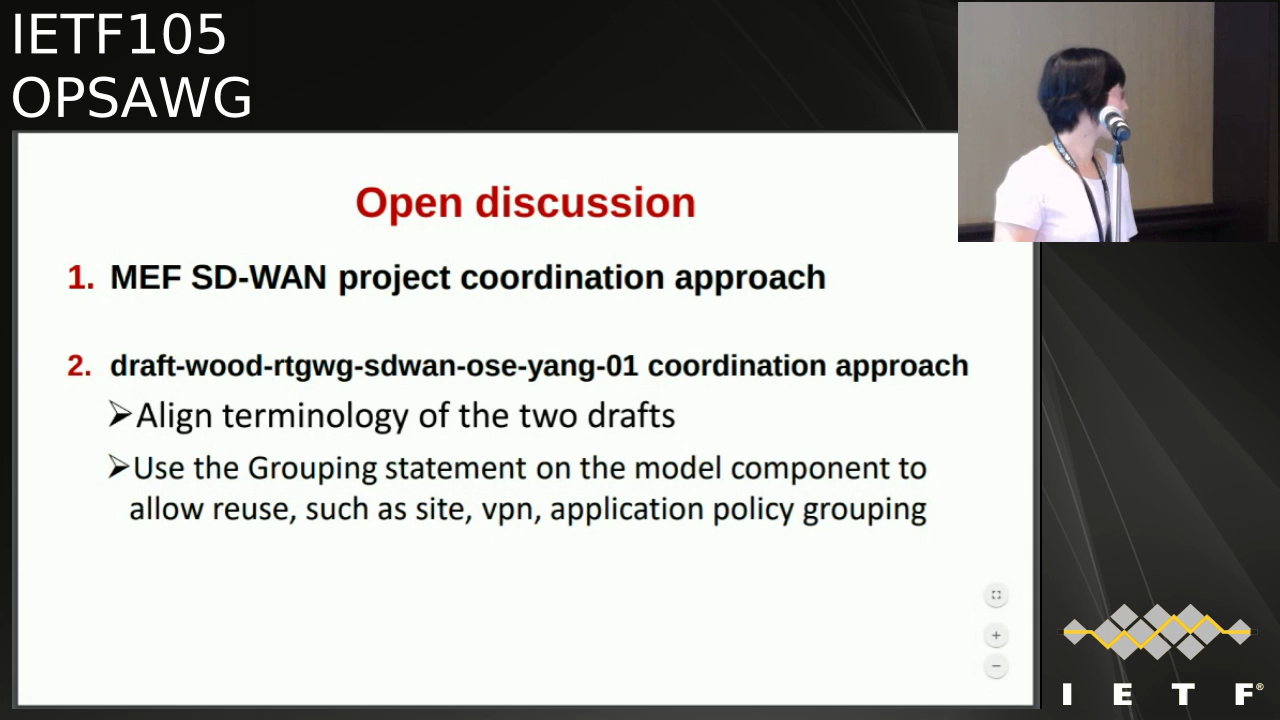 IETF105
OPSAWG
Open discussion
1. MEF SD-WAN project coordination approach
2. draft-wood-rtgwg-sdwan-ose-yang-01 coordination approach
➢Align terminology of the two drafts
➢Use the Grouping statement on the model component to
allow reuse, such as site, vpn, application policy grouping
I E T F®